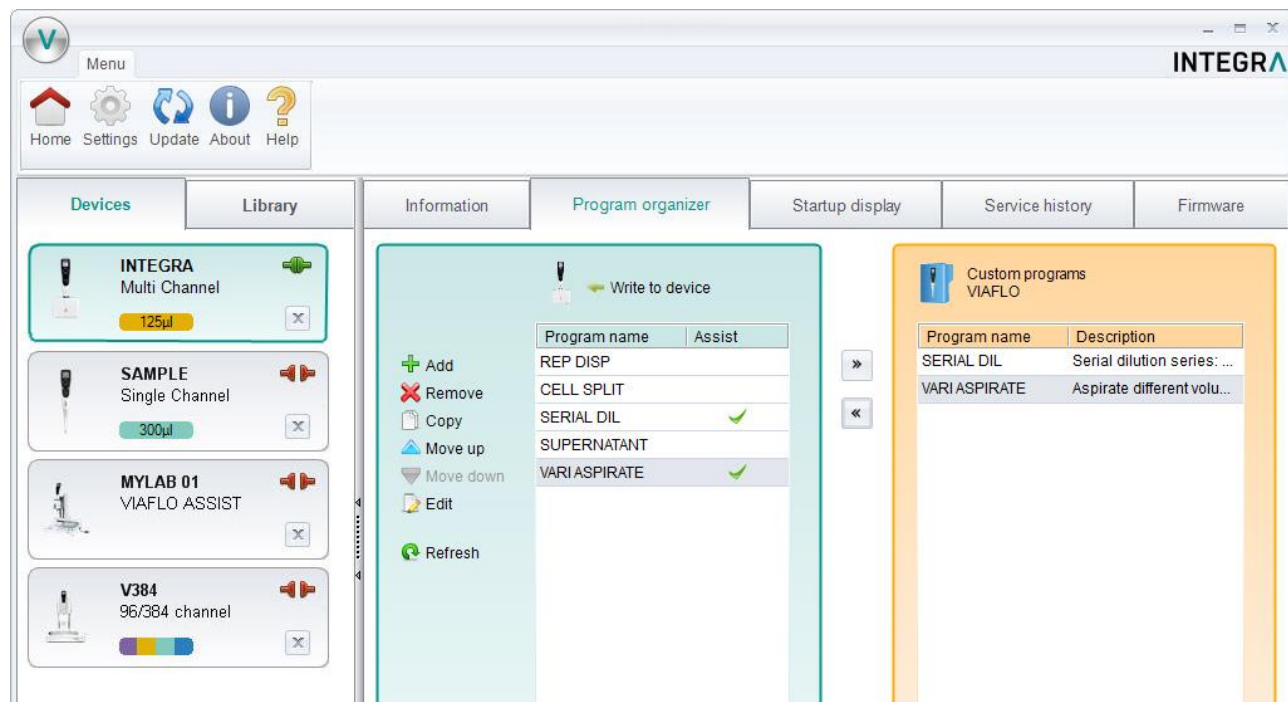 V
Menu
INTEGRA
Home Settings Update About Help
Devices Library
INTEGRA
Multi Channel
125µl
SAMPLE
Single Channel
300µl
MYLAB 01
VIAFLO ASSIST
V384
96/384 channel
Information Program organizer Startup display Service history Firmware
Add
Remove
Copy
Move up
Move down
Edit
Refresh
Write to device
Program name Assist
REP DISP
CELL SPLIT
SERIAL DIL
SUPERNATANT
VARI ASPIRATE
»
«
Custom programs
VIAFLO
Program name Description
SERIAL DIL Serial dilution series: ...
VARI ASPIRATE Aspirate different volu...